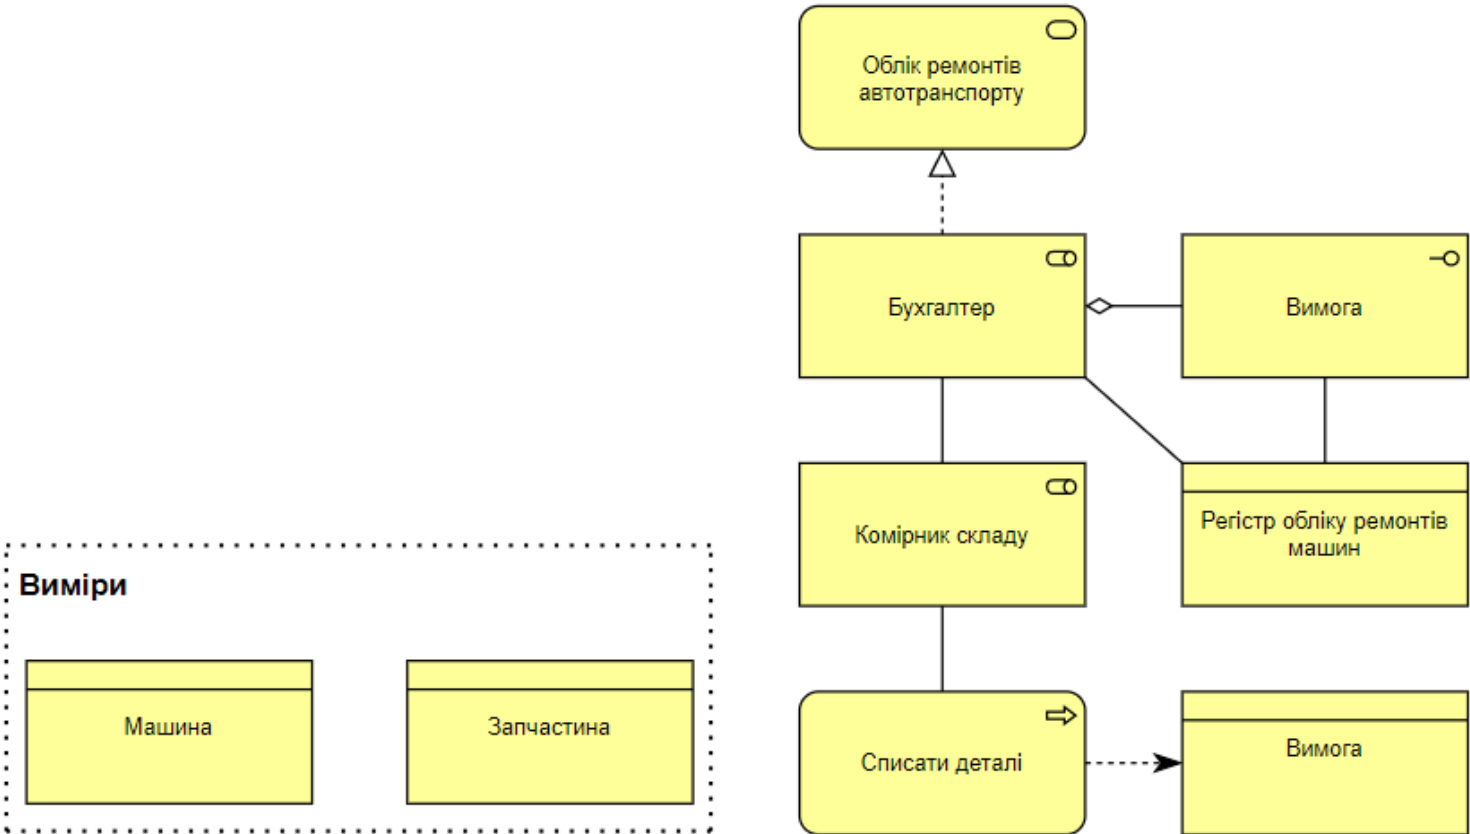 Облік ремонтів
автотранспорту
Бухгалтер
Вимога
Комірник складу
Регістр обліку ремонтів
машин
Виміри
Машина
Запчастина
Списати деталі
Вимога